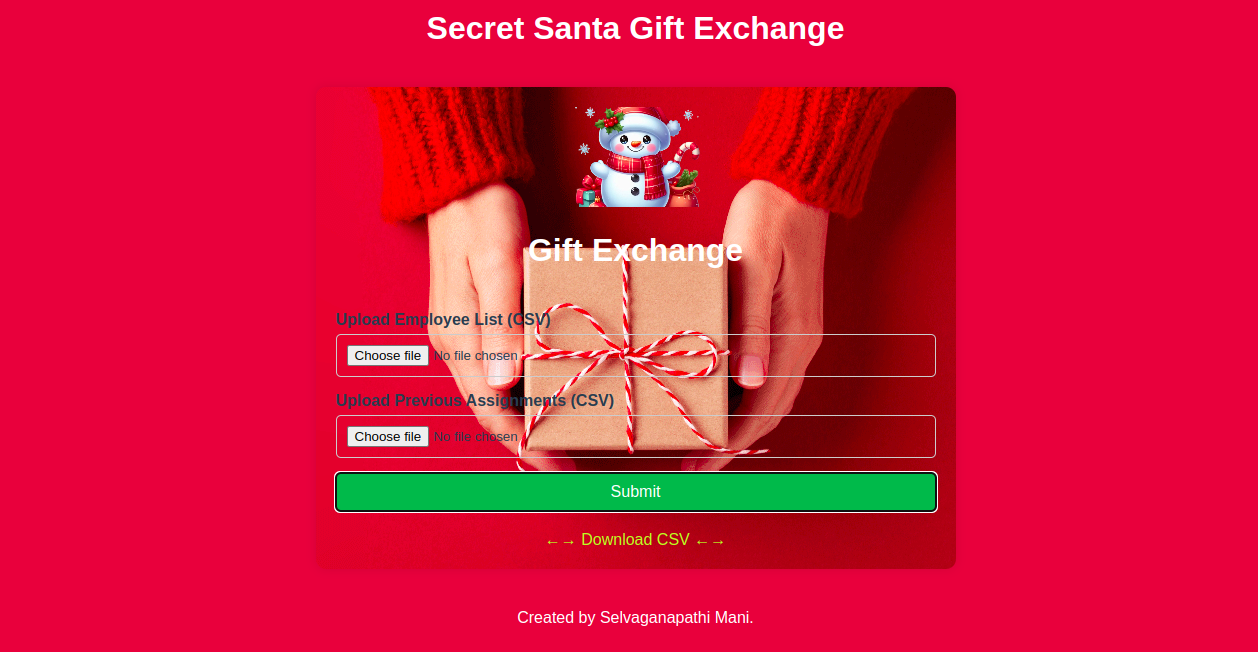 Secret Santa Gift Exchange
Gift Exchange
Upload Employee List (CSV)
Choose file No file chosen
Upload Previous Assignments (CSV)
Choose file No file chosen
Submit
←→ Download CSV ←→
Created by Selvaganapathi Mani.